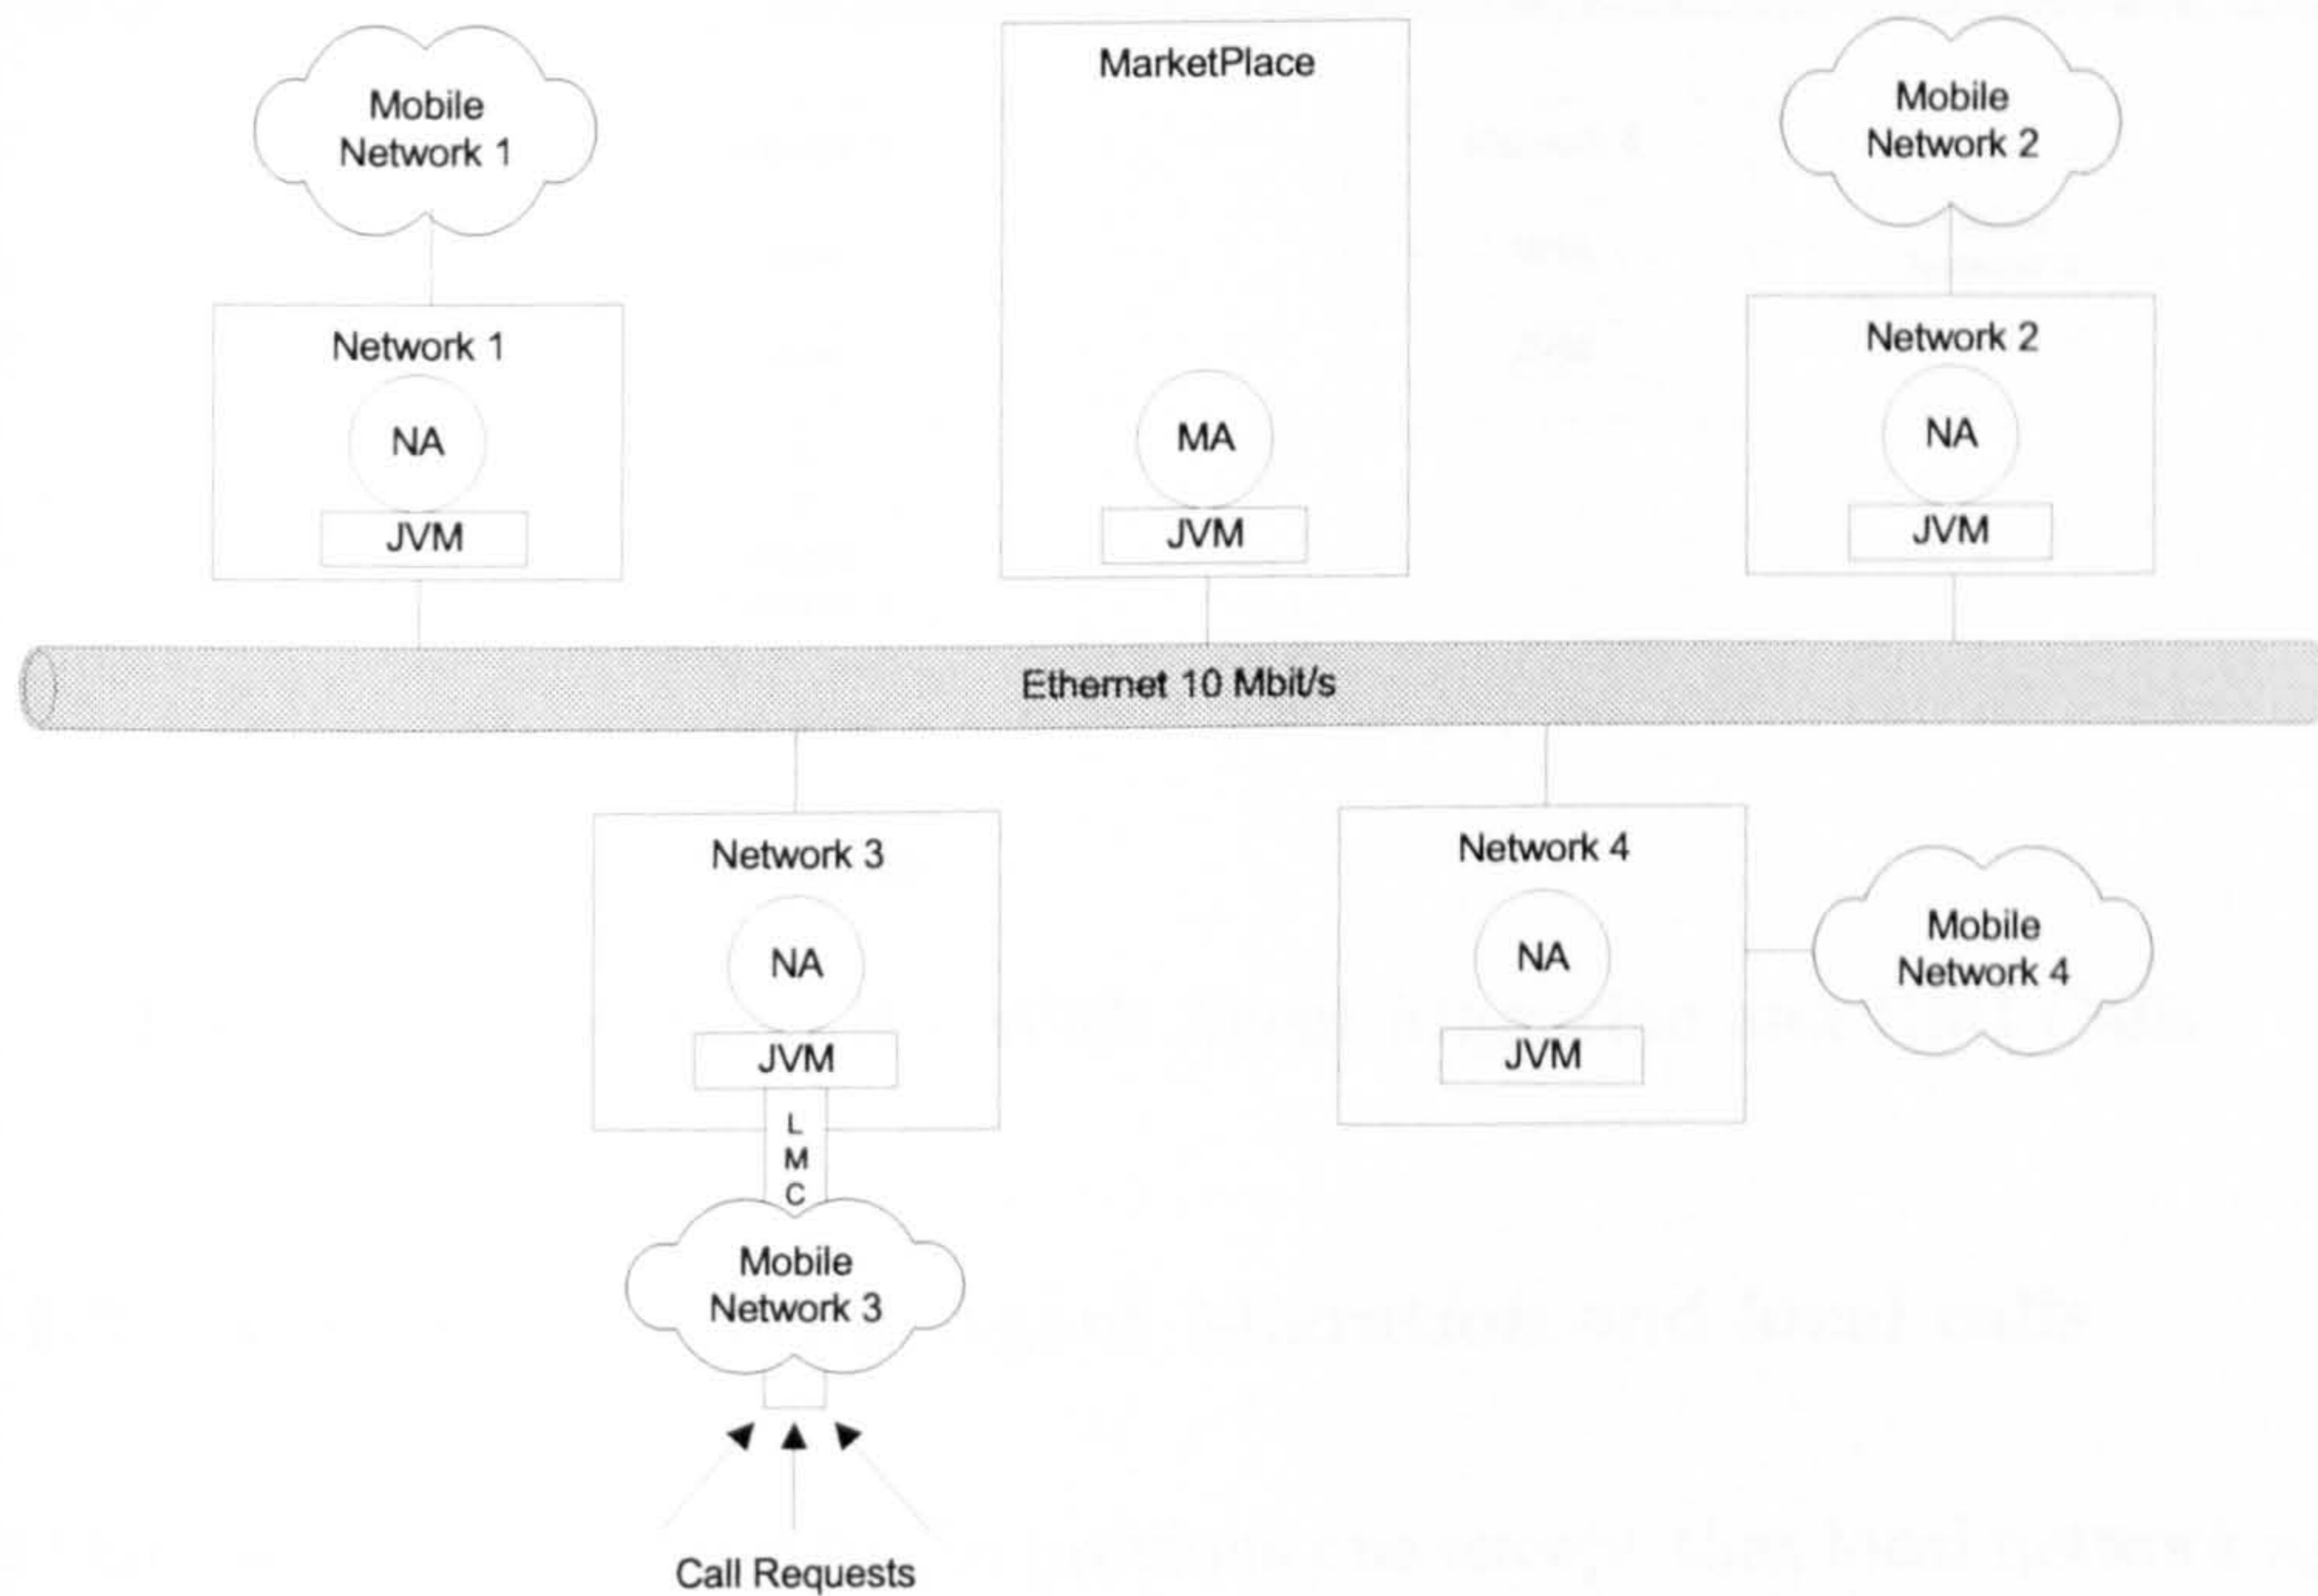 Mobile
Network 1
MarketPlace
Mobile
Network 2
Network 1
NA
JVM
MA
JVM
Network 2
NA
JVM
Ethernet 10 Mbit/s
Network 3
NA
JVM
L
M
C
Mobile
Network 3
Call Requests
Network 4
NA
JVM
Mobile
Network 4